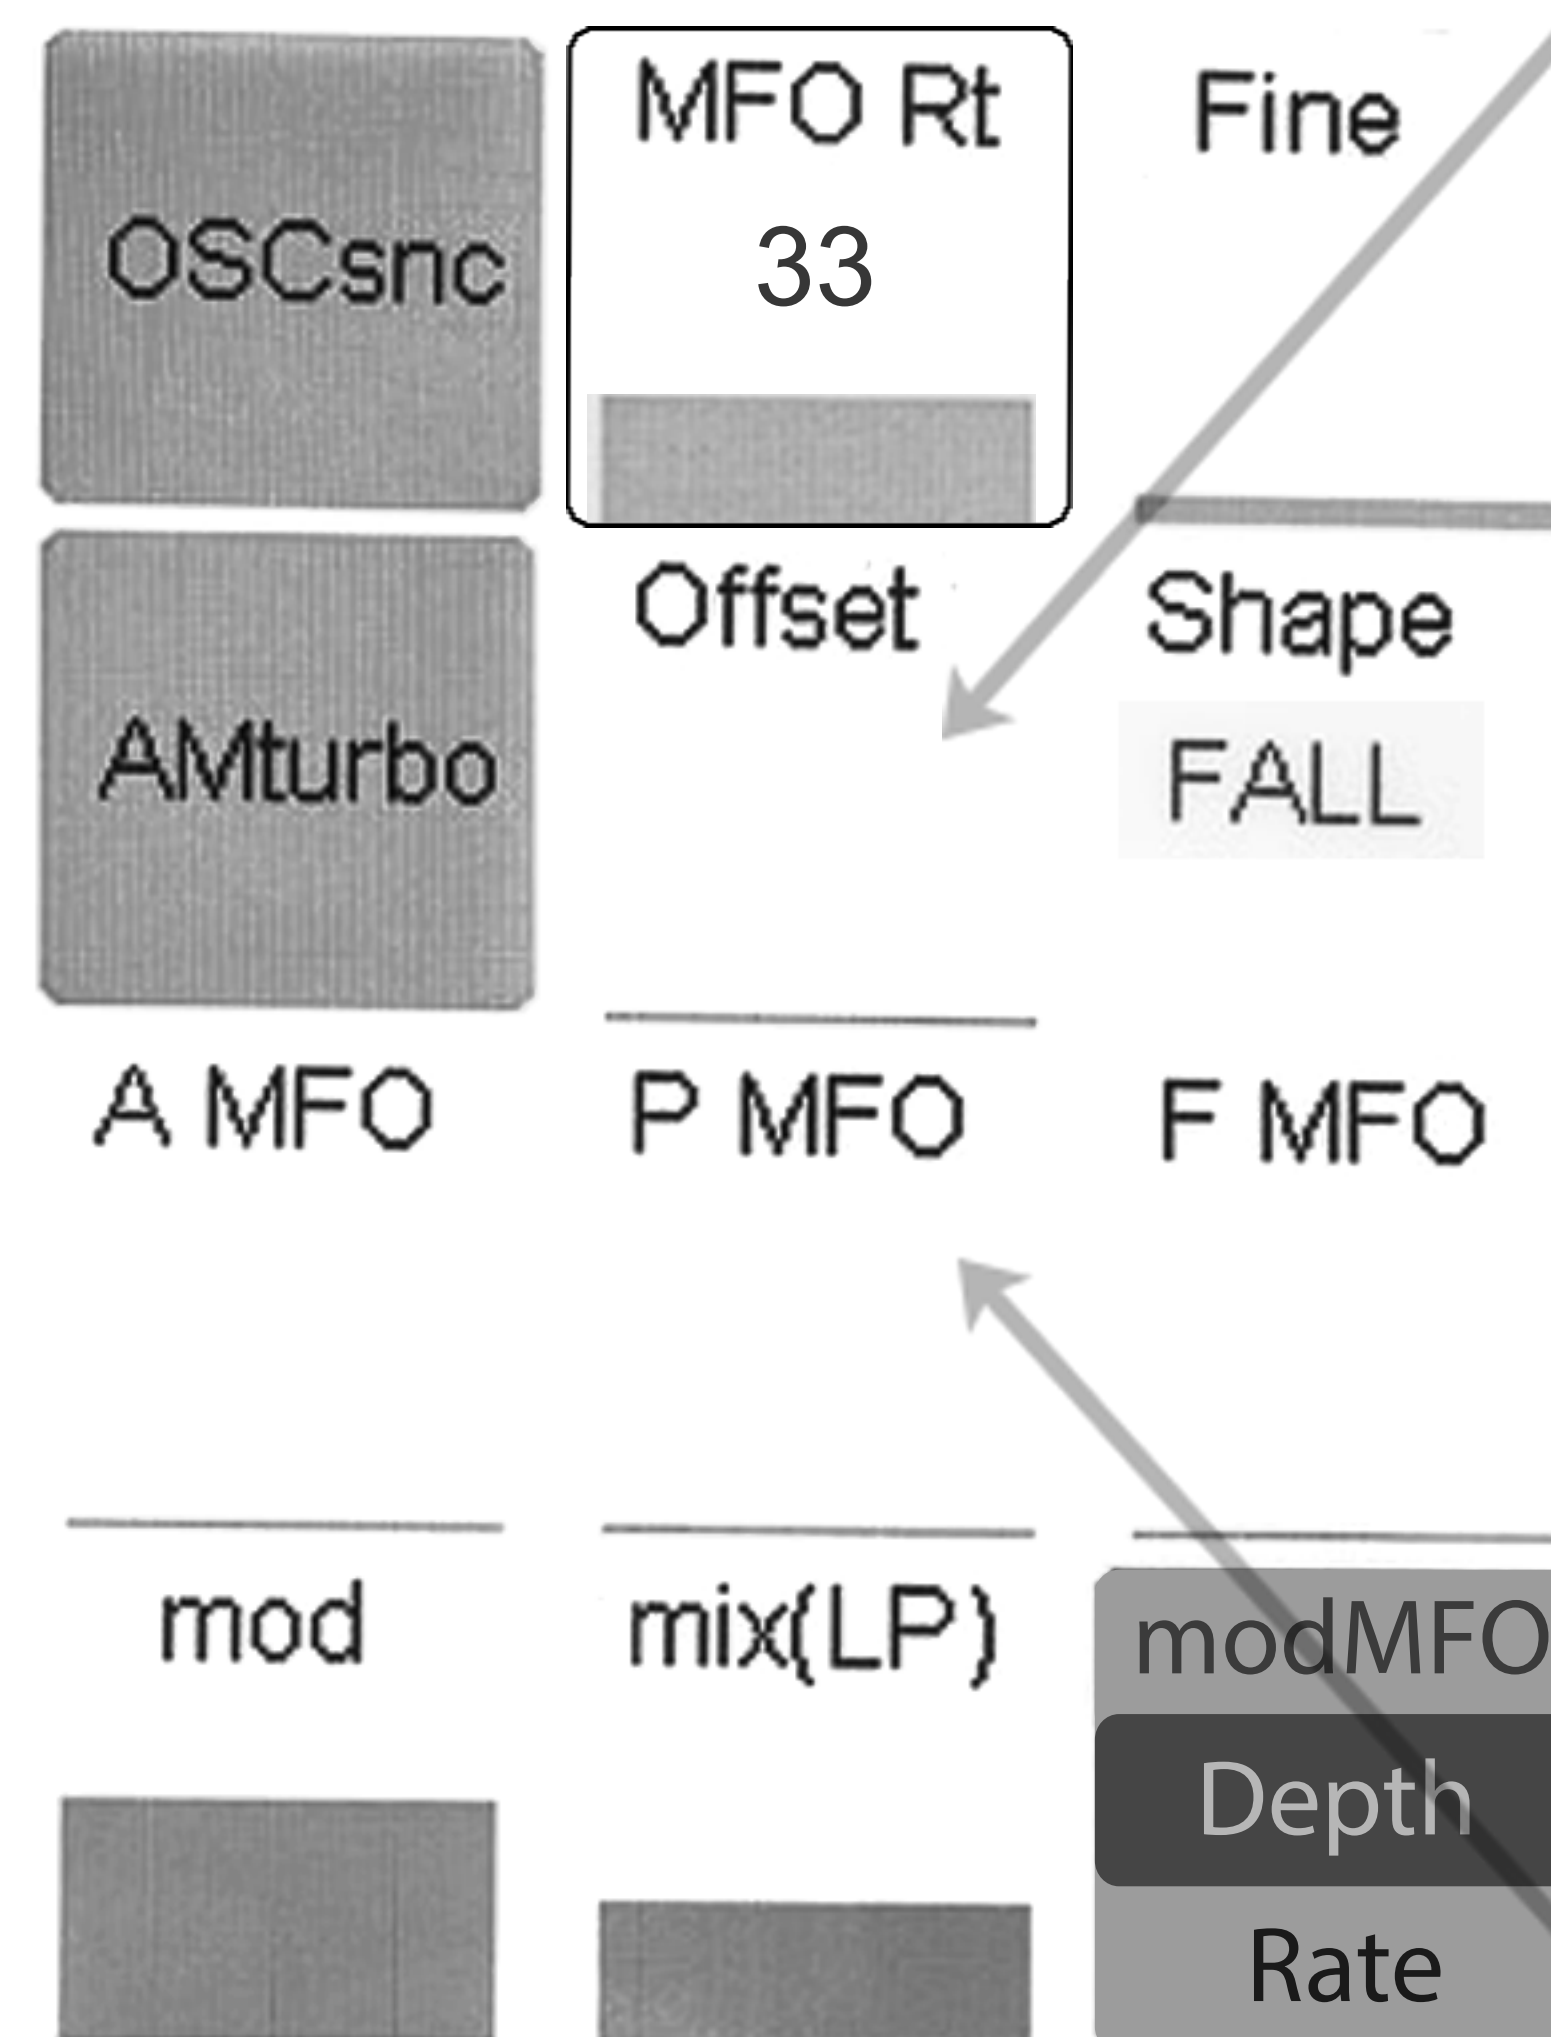 OSCsnc
MFO Rt
33
Fine
AMturbo
Offset
Shape
FALL
A MFO
P MFO
F MFO
mod
mix(LP)
modMFO
Depth
Rate